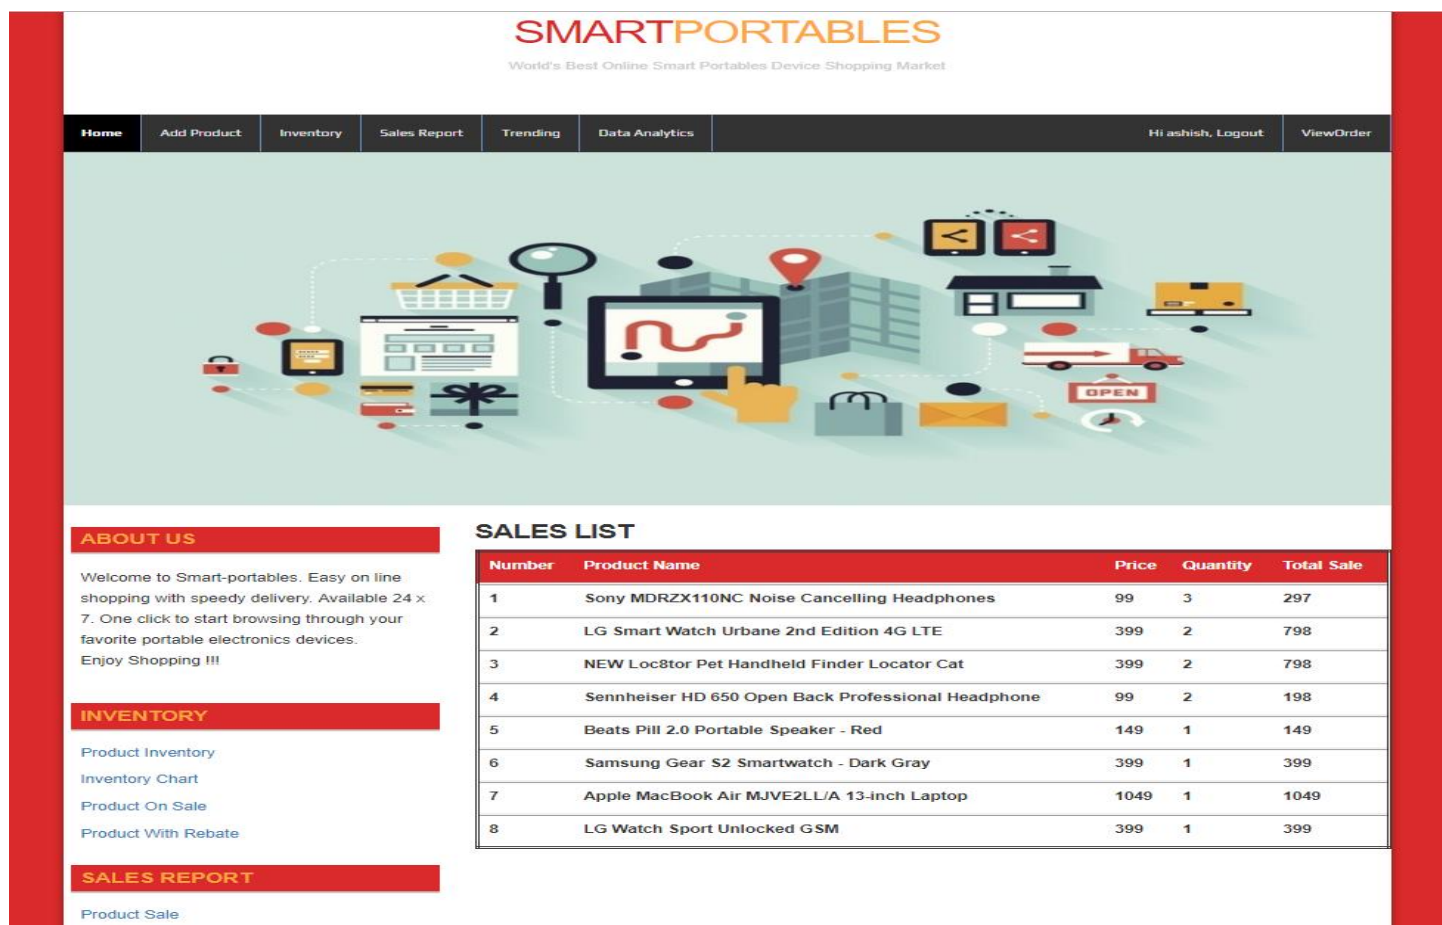 SMARTPORTABLES
World's Best Online Smart Portables Device Shopping Market
Home Add Product Inventory Sales Report Trending Data Analytics Hi ashish, Logout ViewOrder
OPEN
ABOUT US
Welcome to Smart-portables. Easy on line
shopping with speedy delivery. Available 24 x
7. One click to start browsing through your
favorite portable electronics devices.
Enjoy Shopping !!!
INVENTORY
Product Inventory
Inventory Chart
Product On Sale
Product With Rebate
SALES REPORT
Product Sale
SALES LIST
Number Product Name Price Quantity Total Sale
1 Sony MDRZX110NC Noise Cancelling Headphones 99 3 297
2 LG Smart Watch Urbane 2nd Edition 4G LTE 399 2 798
3 NEW Loc8tor Pet Handheld Finder Locator Cat 399 2 798
4 Sennheiser HD 650 Open Back Professional Headphone 99 2 198
5 Beats Pill 2.0 Portable Speaker - Red 149 1 149
6 Samsung Gear S2 Smartwatch - Dark Gray 399 1 399
7 Apple MacBook Air MJVE2LL/A 13-inch Laptop 1049 1 1049
8 LG Watch Sport Unlocked GSM 399 1 399